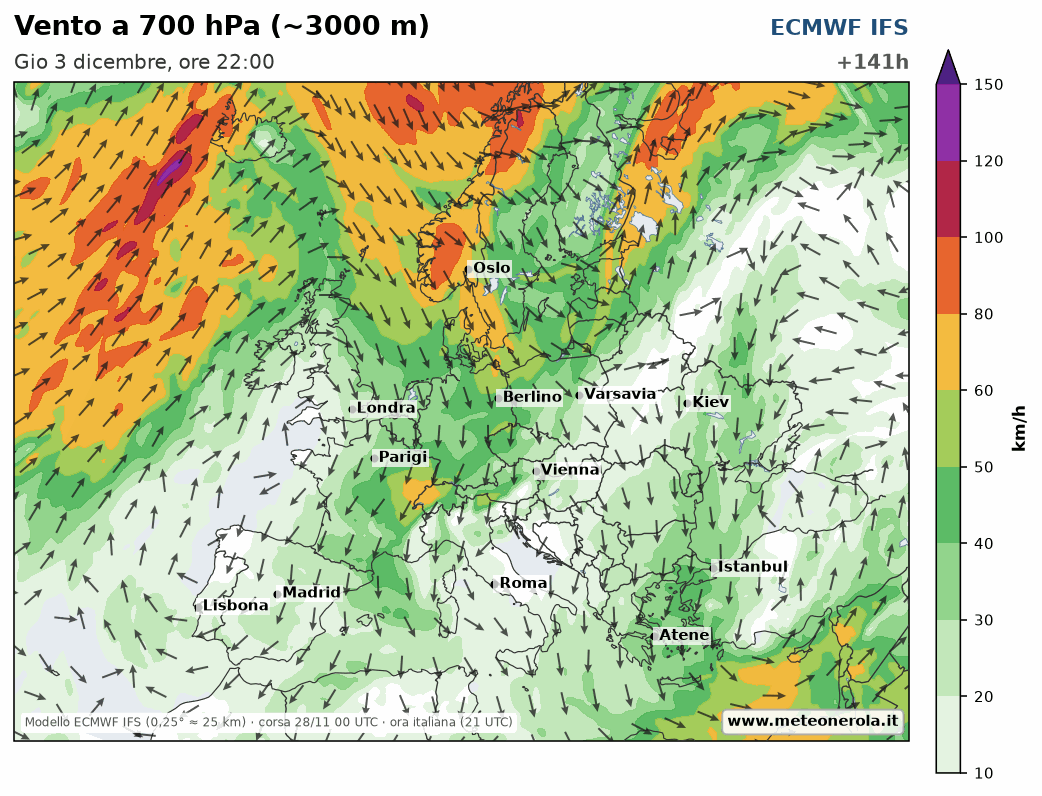 Vento a 700 hPa (~3000 m)
ECMWF IFS
Gio 3 dicembre, ore 22:00
+141h
150
120
100
80
60
50
40
30
20
10
km/h
Oslo
Londra
Berlino
Varsavia
Kiev
Parigi
Vienna
Istanbul
Roma
Madrid
Lisbona
Atene
Modello ECMWF IFS (0,25° ≈ 25 km) · corsa 28/11 00 UTC · ora italiana (21 UTC)
www.meteonerola.it